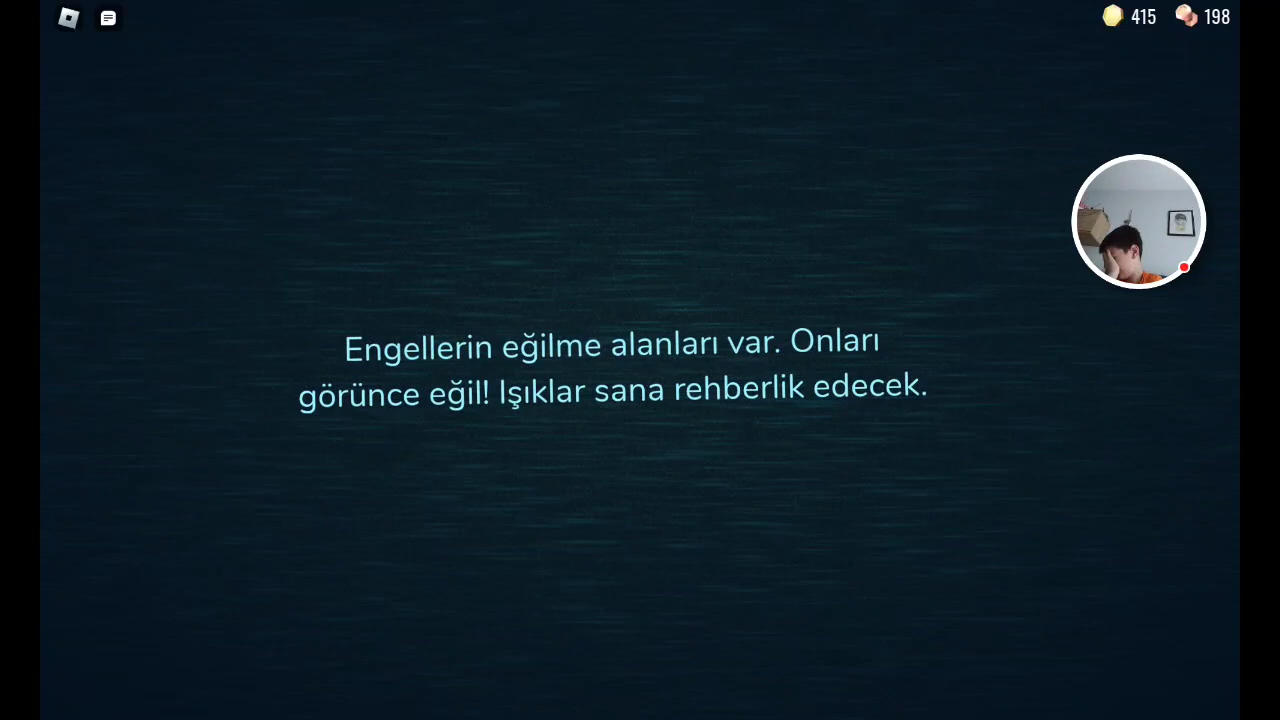 415 198
Engellerin eğilme alanları var. Onları
görünce eğil! Işıklar sana rehberlik edecek.